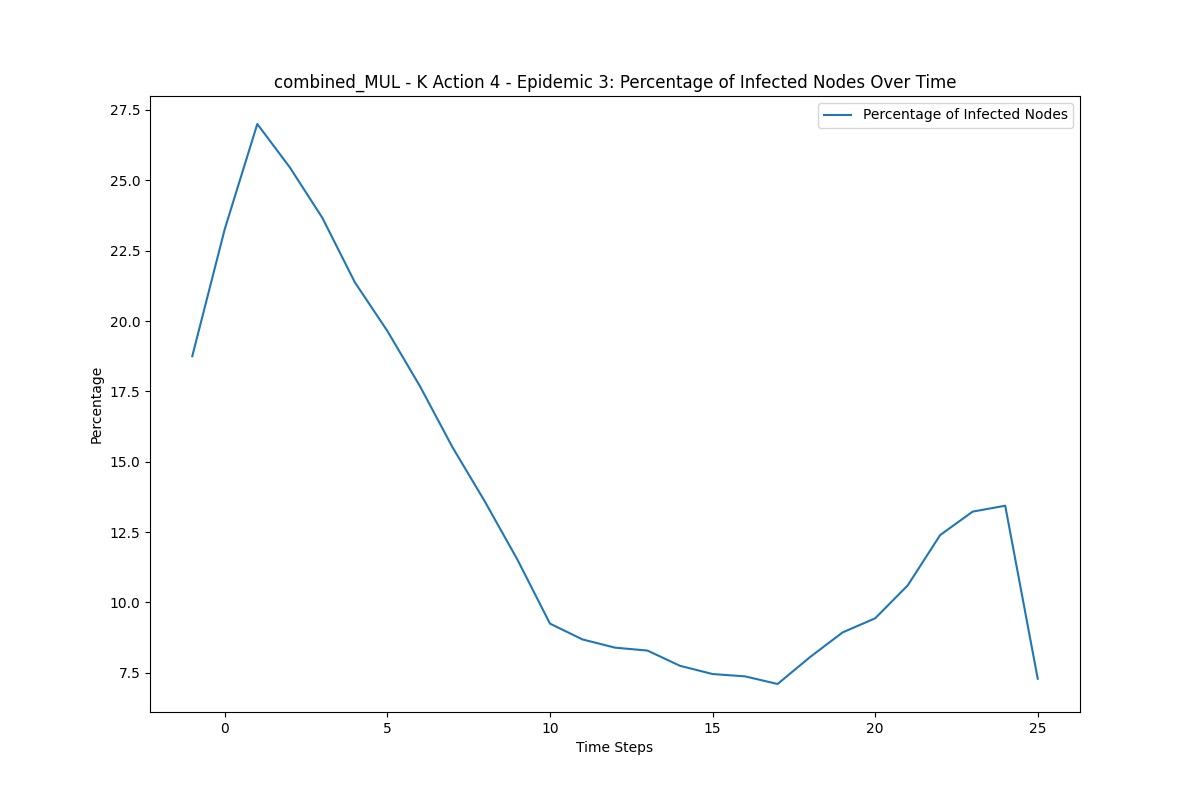 combined_MUL - K Action 4 - Epidemic 3: Percentage of Infected Nodes Over Time
Percentage of Infected Nodes
27.5
25.0
22.5
20.0
17.5
15.0
12.5
10.0
7.5
Percentage
0 5 10 15 20 25
Time Steps